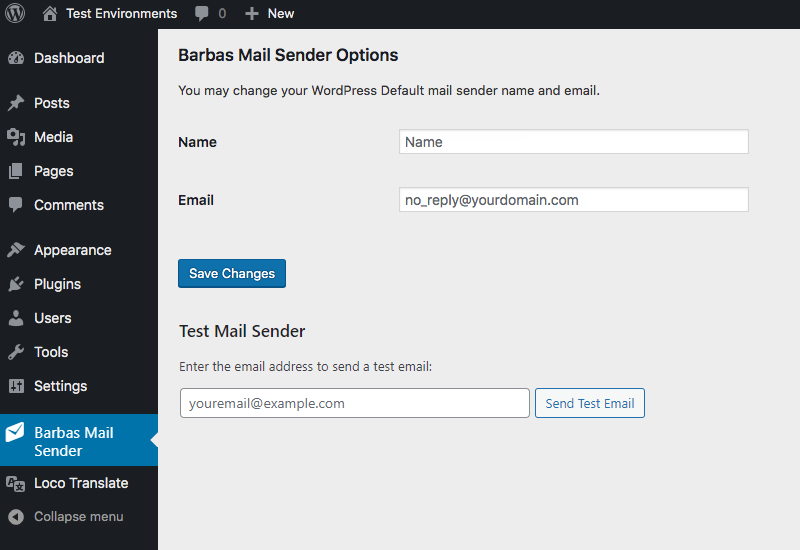 Test Environments 0 New
Dashboard
Posts
Media
Pages
Comments
Appearance
Plugins
Users
Tools
Settings
Barbas Mail
Sender
Loco Translate
Collapse menu
Barbas Mail Sender Options
You may change your WordPress Default mail sender name and email.
Name Name
Email no_reply@yourdomain.com
Save Changes
Test Mail Sender
Enter the email address to send a test email:
youremail@example.com Send Test Email